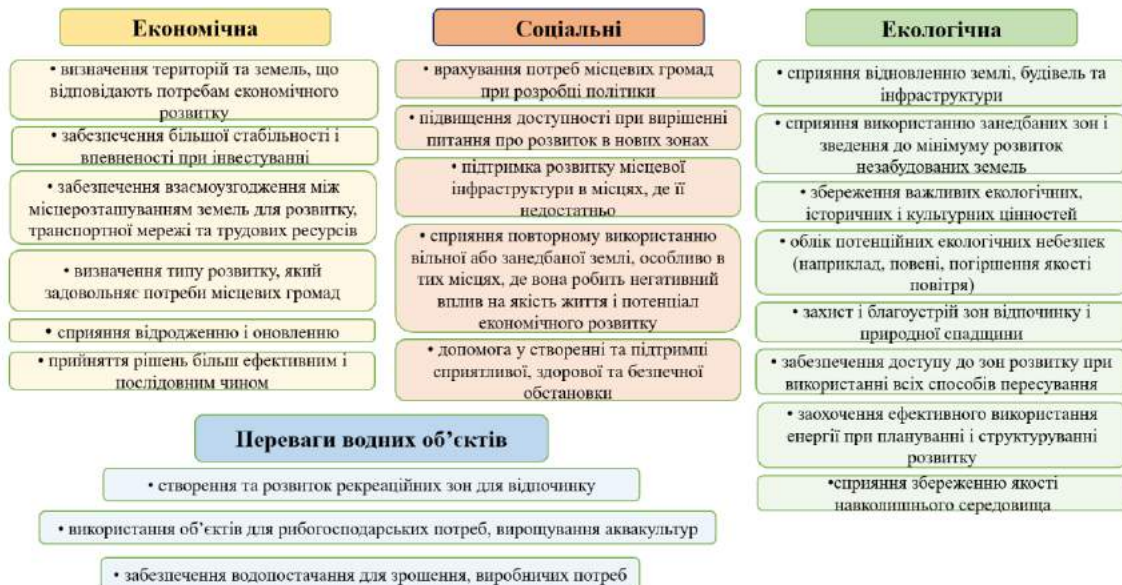 Економічна
• визначення територій та земель, що
відповідають потребам економічного
розвитку
• забезпечення більшої стабільності і
впевненості при інвестуванні
• забезпечення взаємоузгодження між
місцерозташуванням земель для розвитку,
транспортної мережі та трудових ресурсів
• визначення типу розвитку, який
задовольняє потреби місцевих громад
• сприяння відродженню і оновленню
• прийняття рішень більш ефективним і
послідовним чином
Соціальні
• врахування потреб місцевих громад
при розробці політики
• підвищення доступності при вирішенні
питання про розвиток в нових зонах
• підтримка розвитку місцевої
інфраструктури в місцях, де її
недостатньо
• сприяння повторному використанню
вільної або занедбаної землі, особливо в
тих місцях, де вона робить негативний
вплив на якість життя і потенціал
економічного розвитку
• допомога у створенні та підтримці
сприятливої, здорової та безпечної
обстановки
Екологічна
• сприяння відновленню землі, будівель та
інфраструктури
• сприяння використанню занедбаних зон і
зведення до мінімуму розвиток
незабудованих земель
• збереження важливих екологічних,
історичних і культурних цінностей
• облік потенційних екологічних небезпек
(наприклад, повені, погіршення якості
повітря)
• захист і благоустрій зон відпочинку і
природної спадщини
• забезпечення доступу до зон розвитку при
використанні всіх способів пересування
• заохочення ефективного використання
енергії при плануванні і структуруванні
розвитку
•сприяння збереженню якості
навколишнього середовища
Переваги водних об’єктів
• створення та розвиток рекреаційних зон для відпочинку
• використання об’єктів для рибогосподарських потреб, вирощування аквакультур
• забезпечення водопостачання для зрошення, виробничих потреб